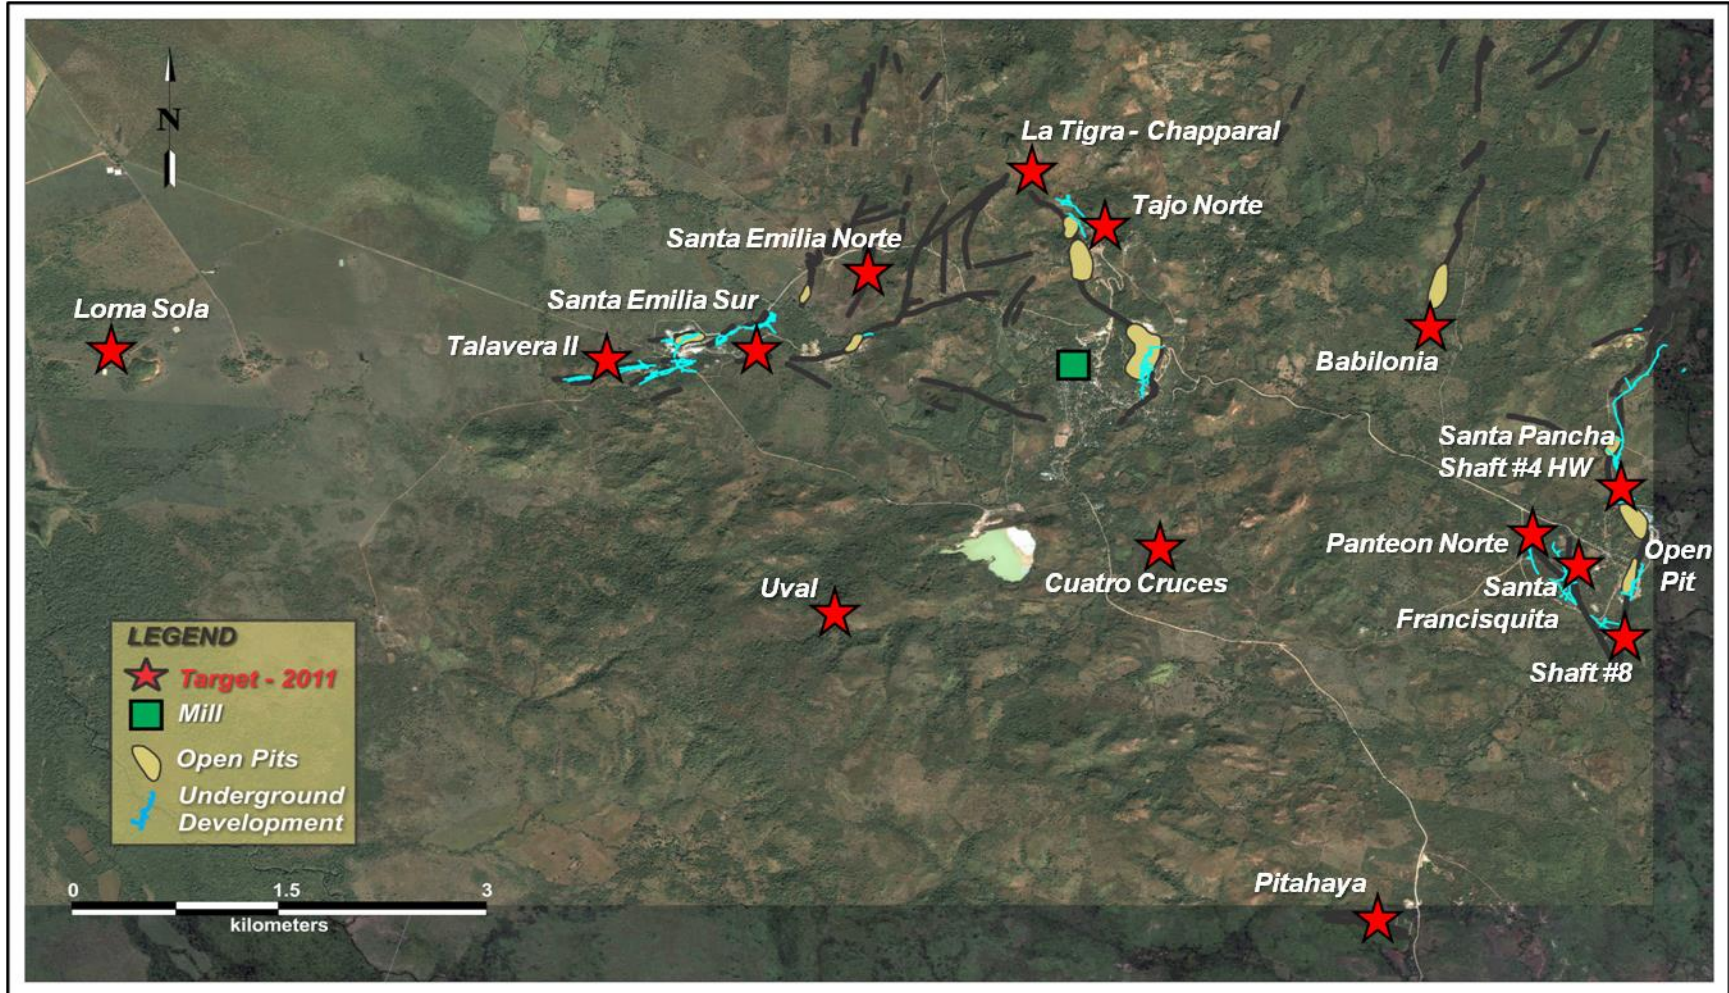 N
La Tigra - Chapparal
Tajo Norte
Santa Emilia Norte
Santa Emilia Sur
Loma Sola
Talavera II
Babilonia
Santa Pancha
Shaft #4 HW
Panteon Norte
Open
Pit
Santa
Francisquita
Cuatro Cruces
Uval
Shaft #8
LEGEND
Target - 2011
Mill
Open Pits
Underground
Development
Pitahaya
0 1.5 3
kilometers